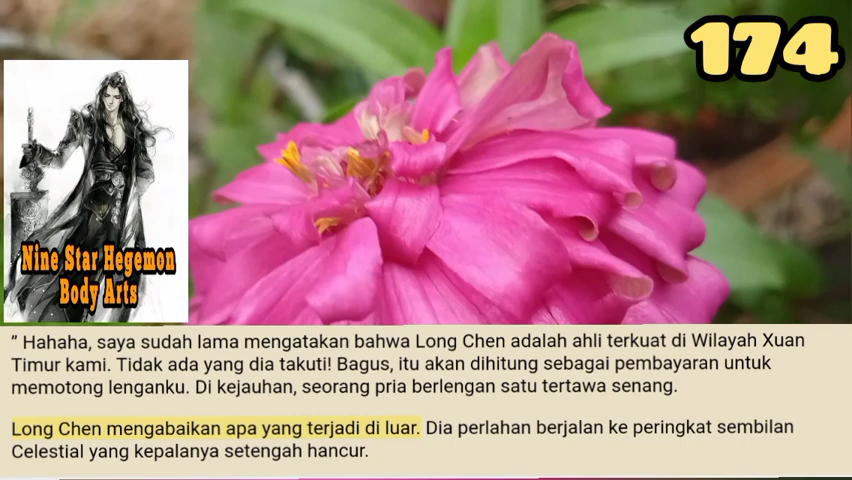 174
Nine Star Hegemon
Body Arts
” Hahaha, saya sudah lama mengatakan bahwa Long Chen adalah ahli terkuat di Wilayah Xuan
Timur kami. Tidak ada yang dia takuti! Bagus, itu akan dihitung sebagai pembayaran untuk
memotong lenganku. Di kejauhan, seorang pria berlengan satu tertawa senang.
Long Chen mengabaikan apa yang terjadi di luar. Dia perlahan berjalan ke peringkat sembilan
Celestial yang kepalanya setengah hancur.